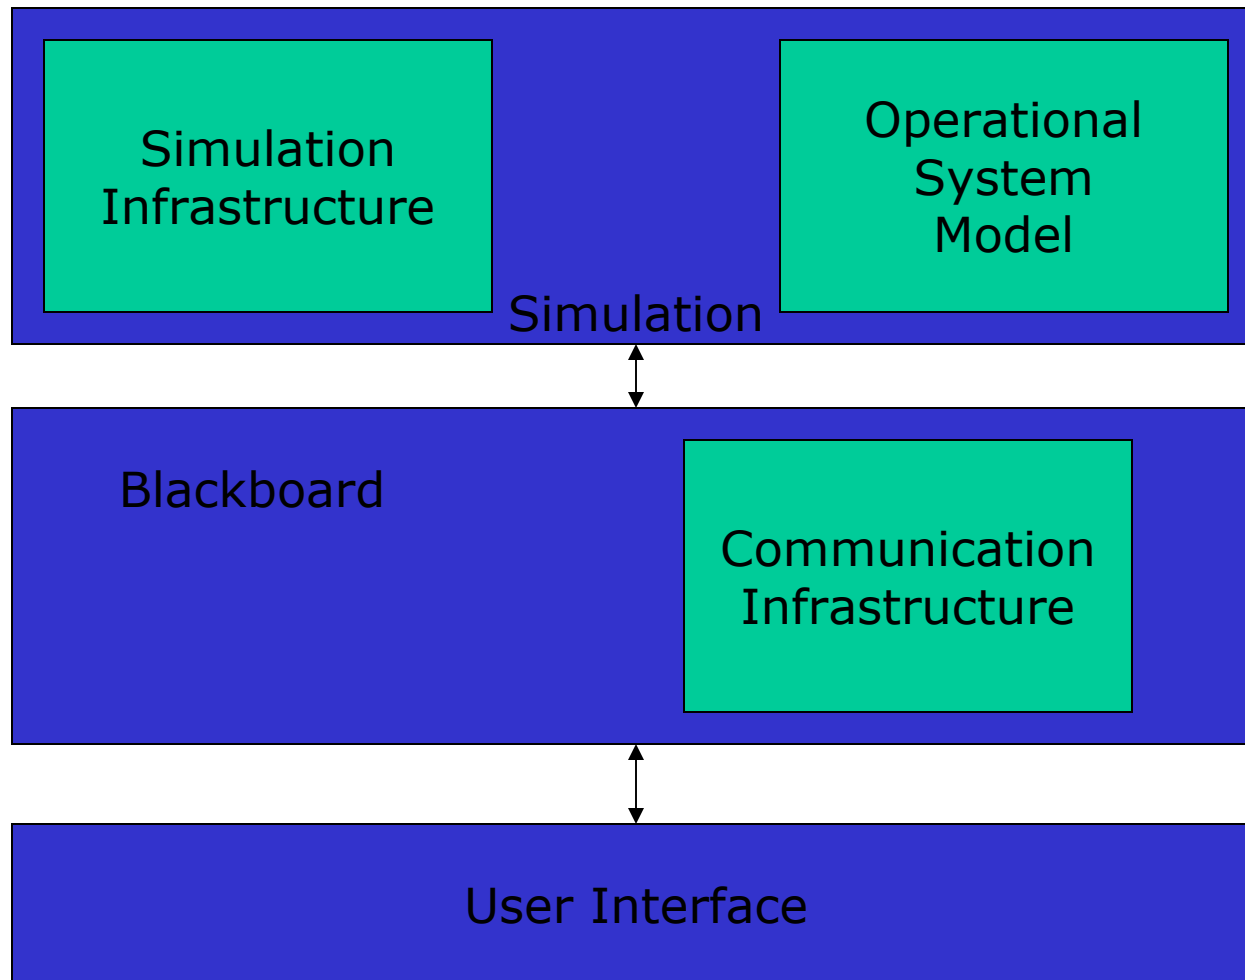 Simulation
Infrastructure
Operational
System
Model
Simulation
Blackboard
Communication
Infrastructure
User Interface